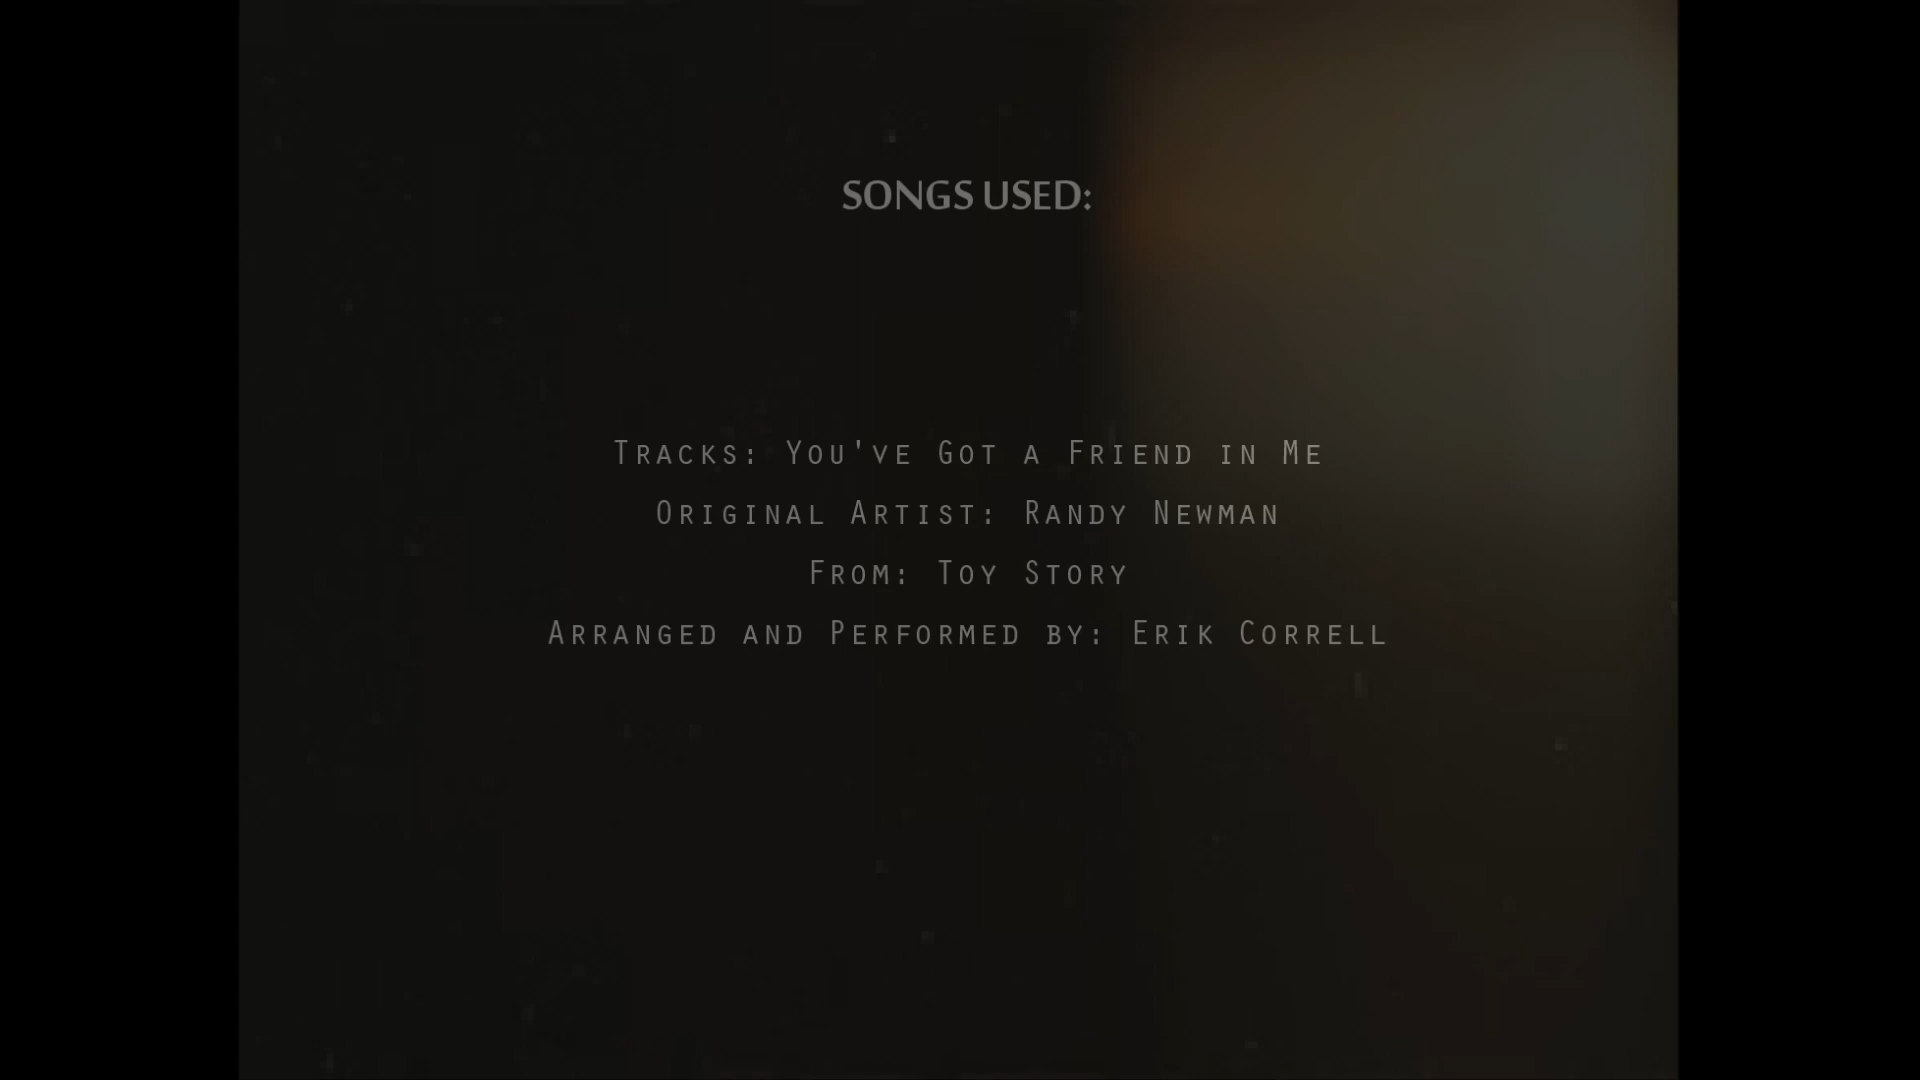 SONGS USED:
Tracks: You've Got a Friend in Me
Original Artist: Randy Newman
From: Toy Story
Arranged and Performed by: Erik Correll